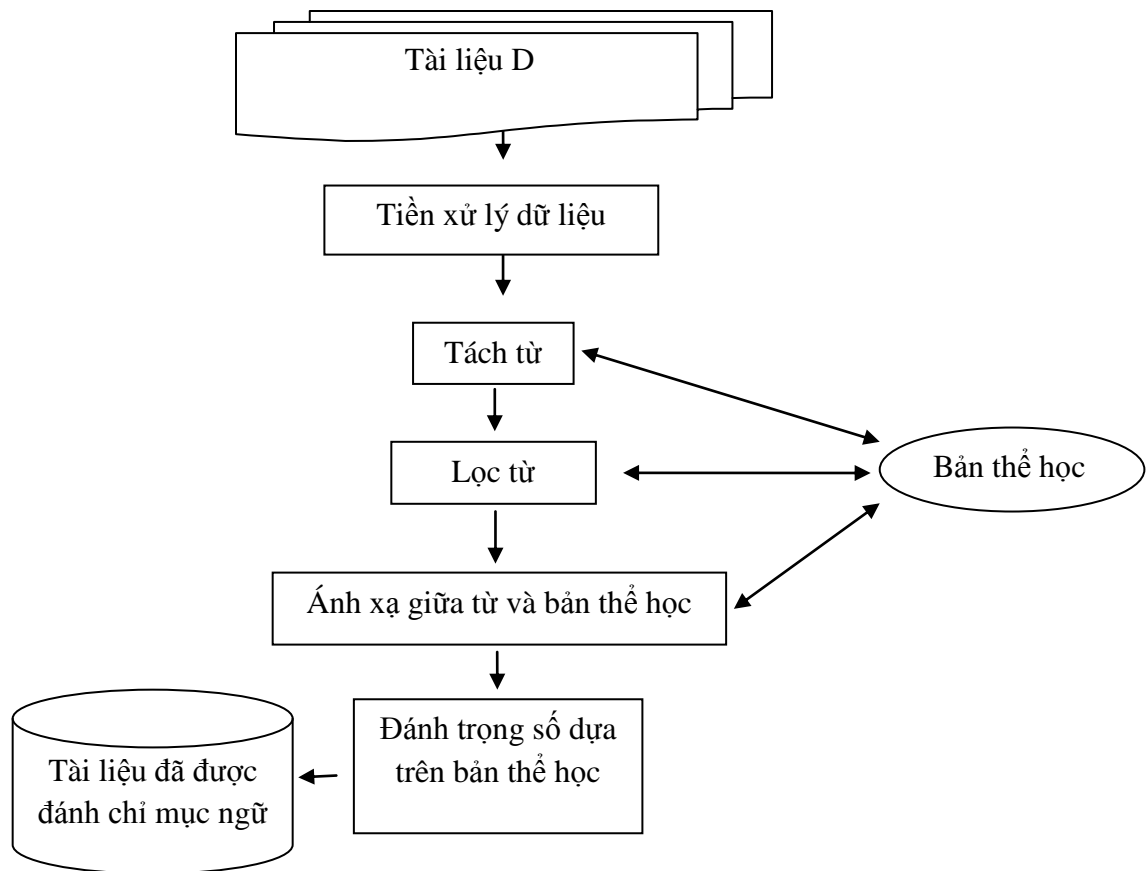 Tài liệu D
Tiền xử lý dữ liệu
Tách từ
Lọc từ
Bản thể học
Ánh xạ giữa từ và bản thể học
Đánh trọng số dựa
trên bản thể học
Tài liệu đã được
đánh chỉ mục ngữ